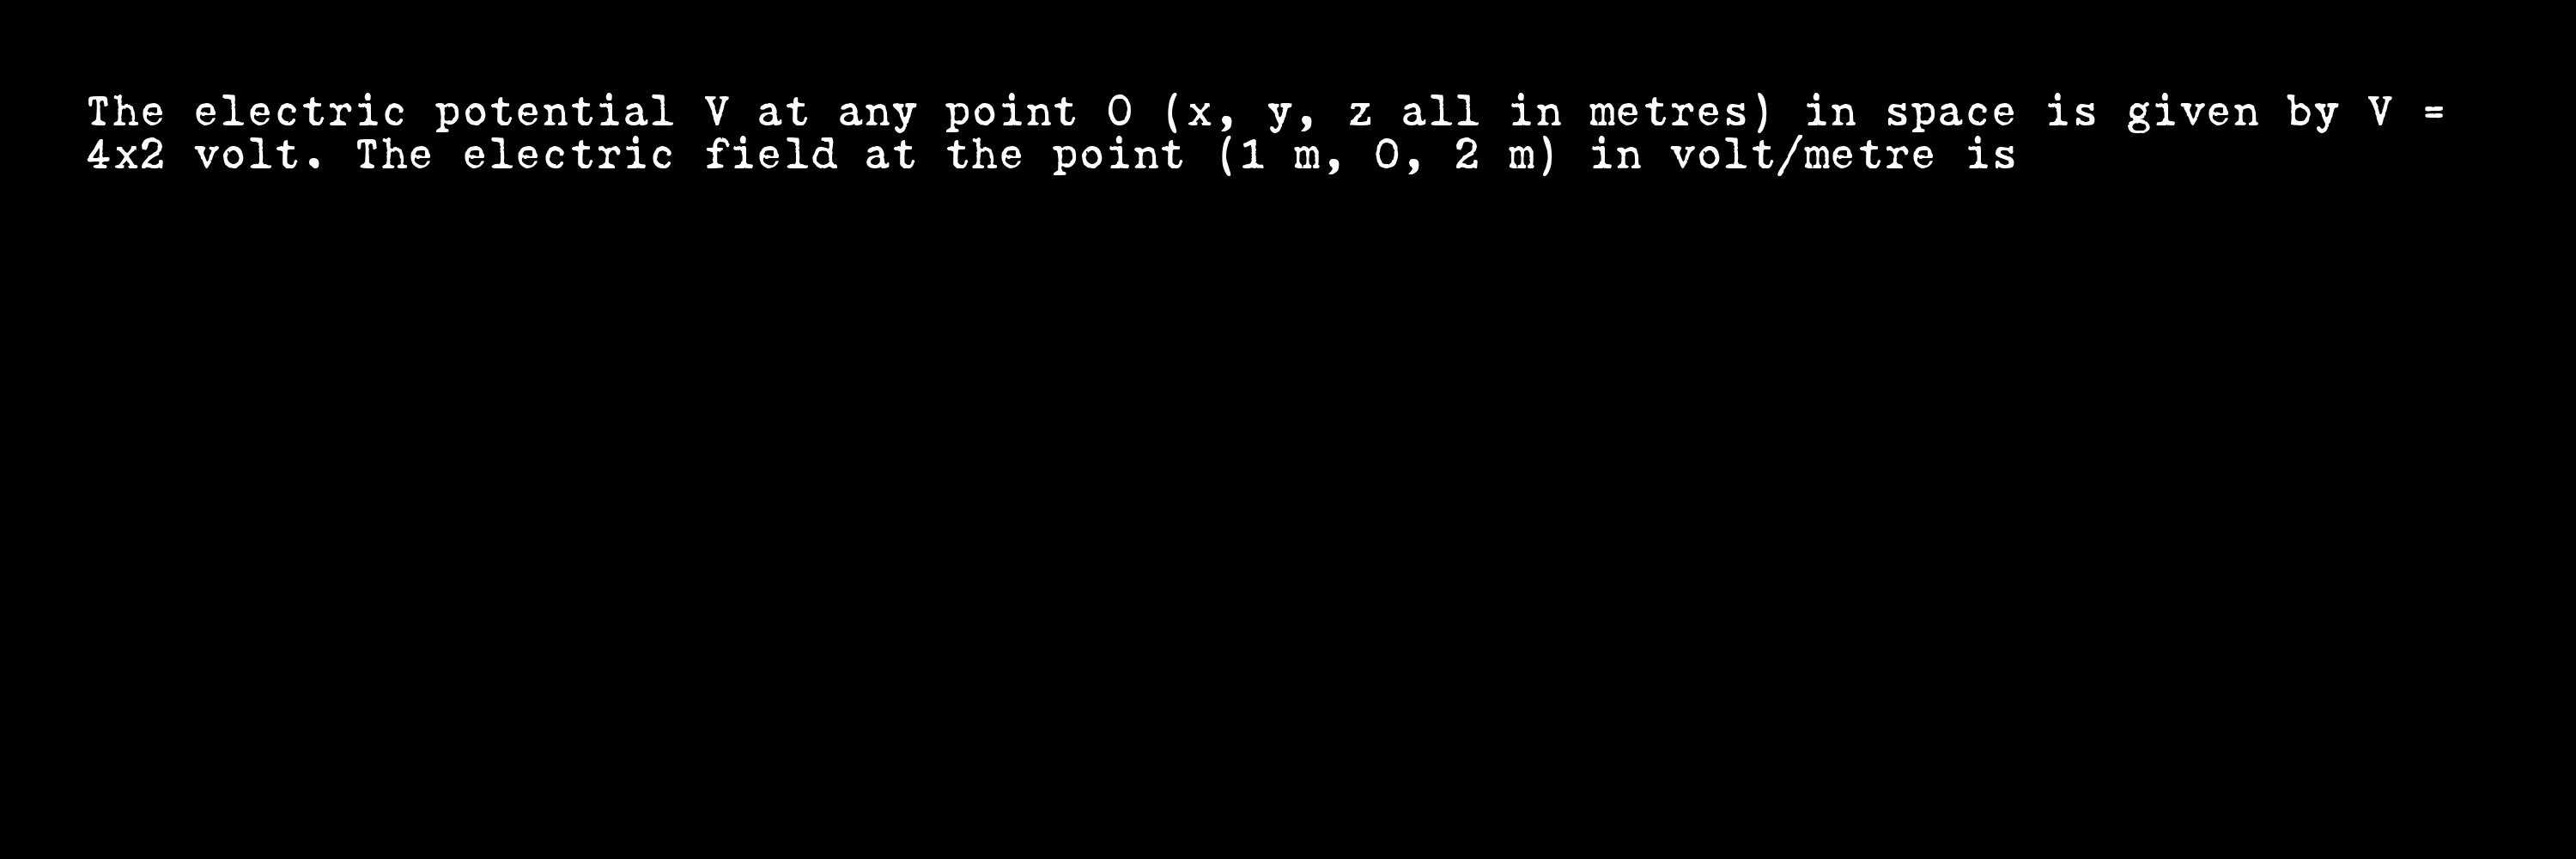 The electric potential V at any point O (x, y, z all in metres) in space is given by V =
4x2 volt. The electric field at the point (1 m, 0, 2 m) in volt/metre is